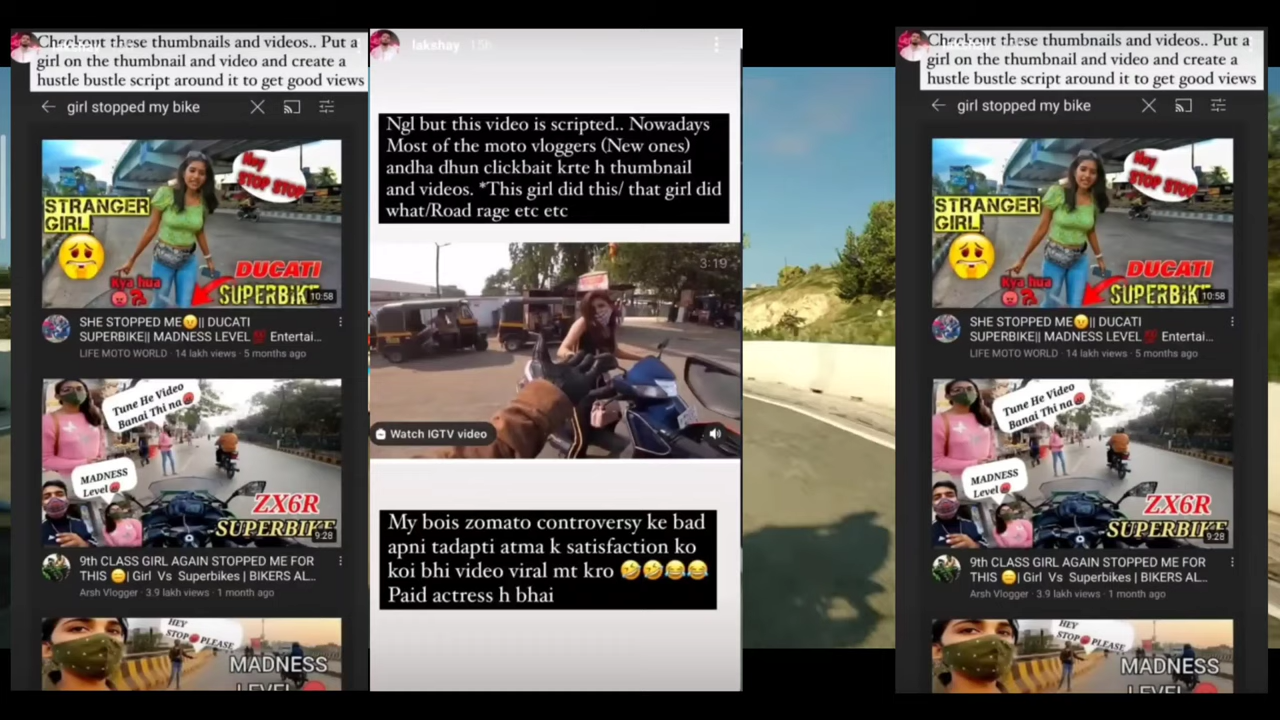 Checkout these thumbnails and videos.. Put a
girl on the thumbnail and video and create a
hustle bustle script around it to get good views
girl stopped my bike
Hey
STOP STOP
STRANGER
GIRL
Kya hua
DUCATI
SUPERBIKE
10:58
SHE STOPPED ME😠|| DUCATI
SUPERBIKE|| MADNESS LEVEL💯 Entertai...
LIFE MOTO WORLD · 14 lakh views · 5 months ago
Tune He Video
Banai Thi na
MADNESS
Level
ZX6R
SUPERBIKE
9:28
9th CLASS GIRL AGAIN STOPPED ME FOR
THIS 😑| Girl Vs Superbikes | BIKERS AL...
Arsh Vlogger · 3.9 lakh views · 1 month ago
HEY
STOP PLEASE
MADNESS
LEVEL
lakshay 15h
Ngl but this video is scripted.. Nowadays
Most of the moto vloggers (New ones)
andha dhun clickbait krte h thumbnail
and videos. *This girl did this/ that girl did
what/Road rage etc etc
3:19
Watch IGTV video
My bois zomato controversy ke bad
apni tadapti atma k satisfaction ko
koi bhi video viral mt kro 🤣🤣😂😂
Paid actress h bhai
Checkout these thumbnails and videos.. Put a
girl on the thumbnail and video and create a
hustle bustle script around it to get good views
girl stopped my bike
Hey
STOP STOP
STRANGER
GIRL
Kya hua
DUCATI
SUPERBIKE
10:58
SHE STOPPED ME😠|| DUCATI
SUPERBIKE|| MADNESS LEVEL💯 Entertai...
LIFE MOTO WORLD · 14 lakh views · 5 months ago
Tune He Video
Banai Thi na
MADNESS
Level
ZX6R
SUPERBIKE
9:28
9th CLASS GIRL AGAIN STOPPED ME FOR
THIS 😑| Girl Vs Superbikes | BIKERS AL...
Arsh Vlogger · 3.9 lakh views · 1 month ago
HEY
STOP PLEASE
MADNESS
LEVEL